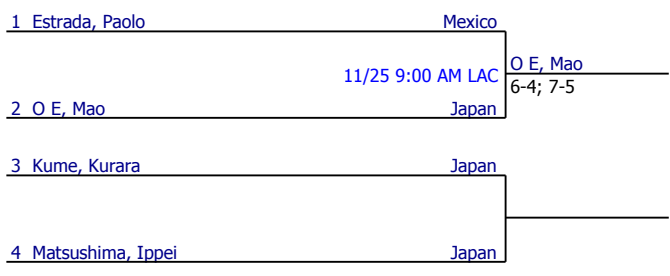 1 Estrada, Paolo Mexico
11/25 9:00 AM LAC
O E, Mao
6-4; 7-5
2 O E, Mao Japan
3 Kume, Kurara Japan
4 Matsushima, Ippei Japan